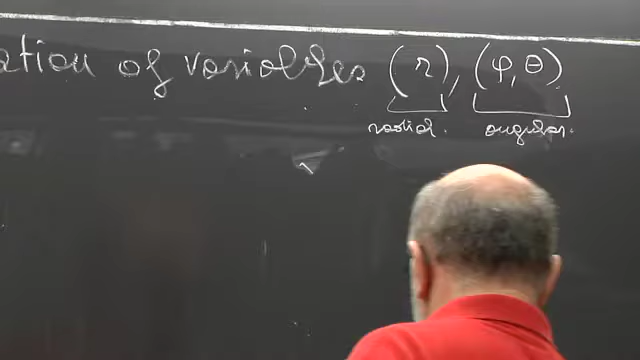 ation of variables (r), (φ, θ)
radial. angular.